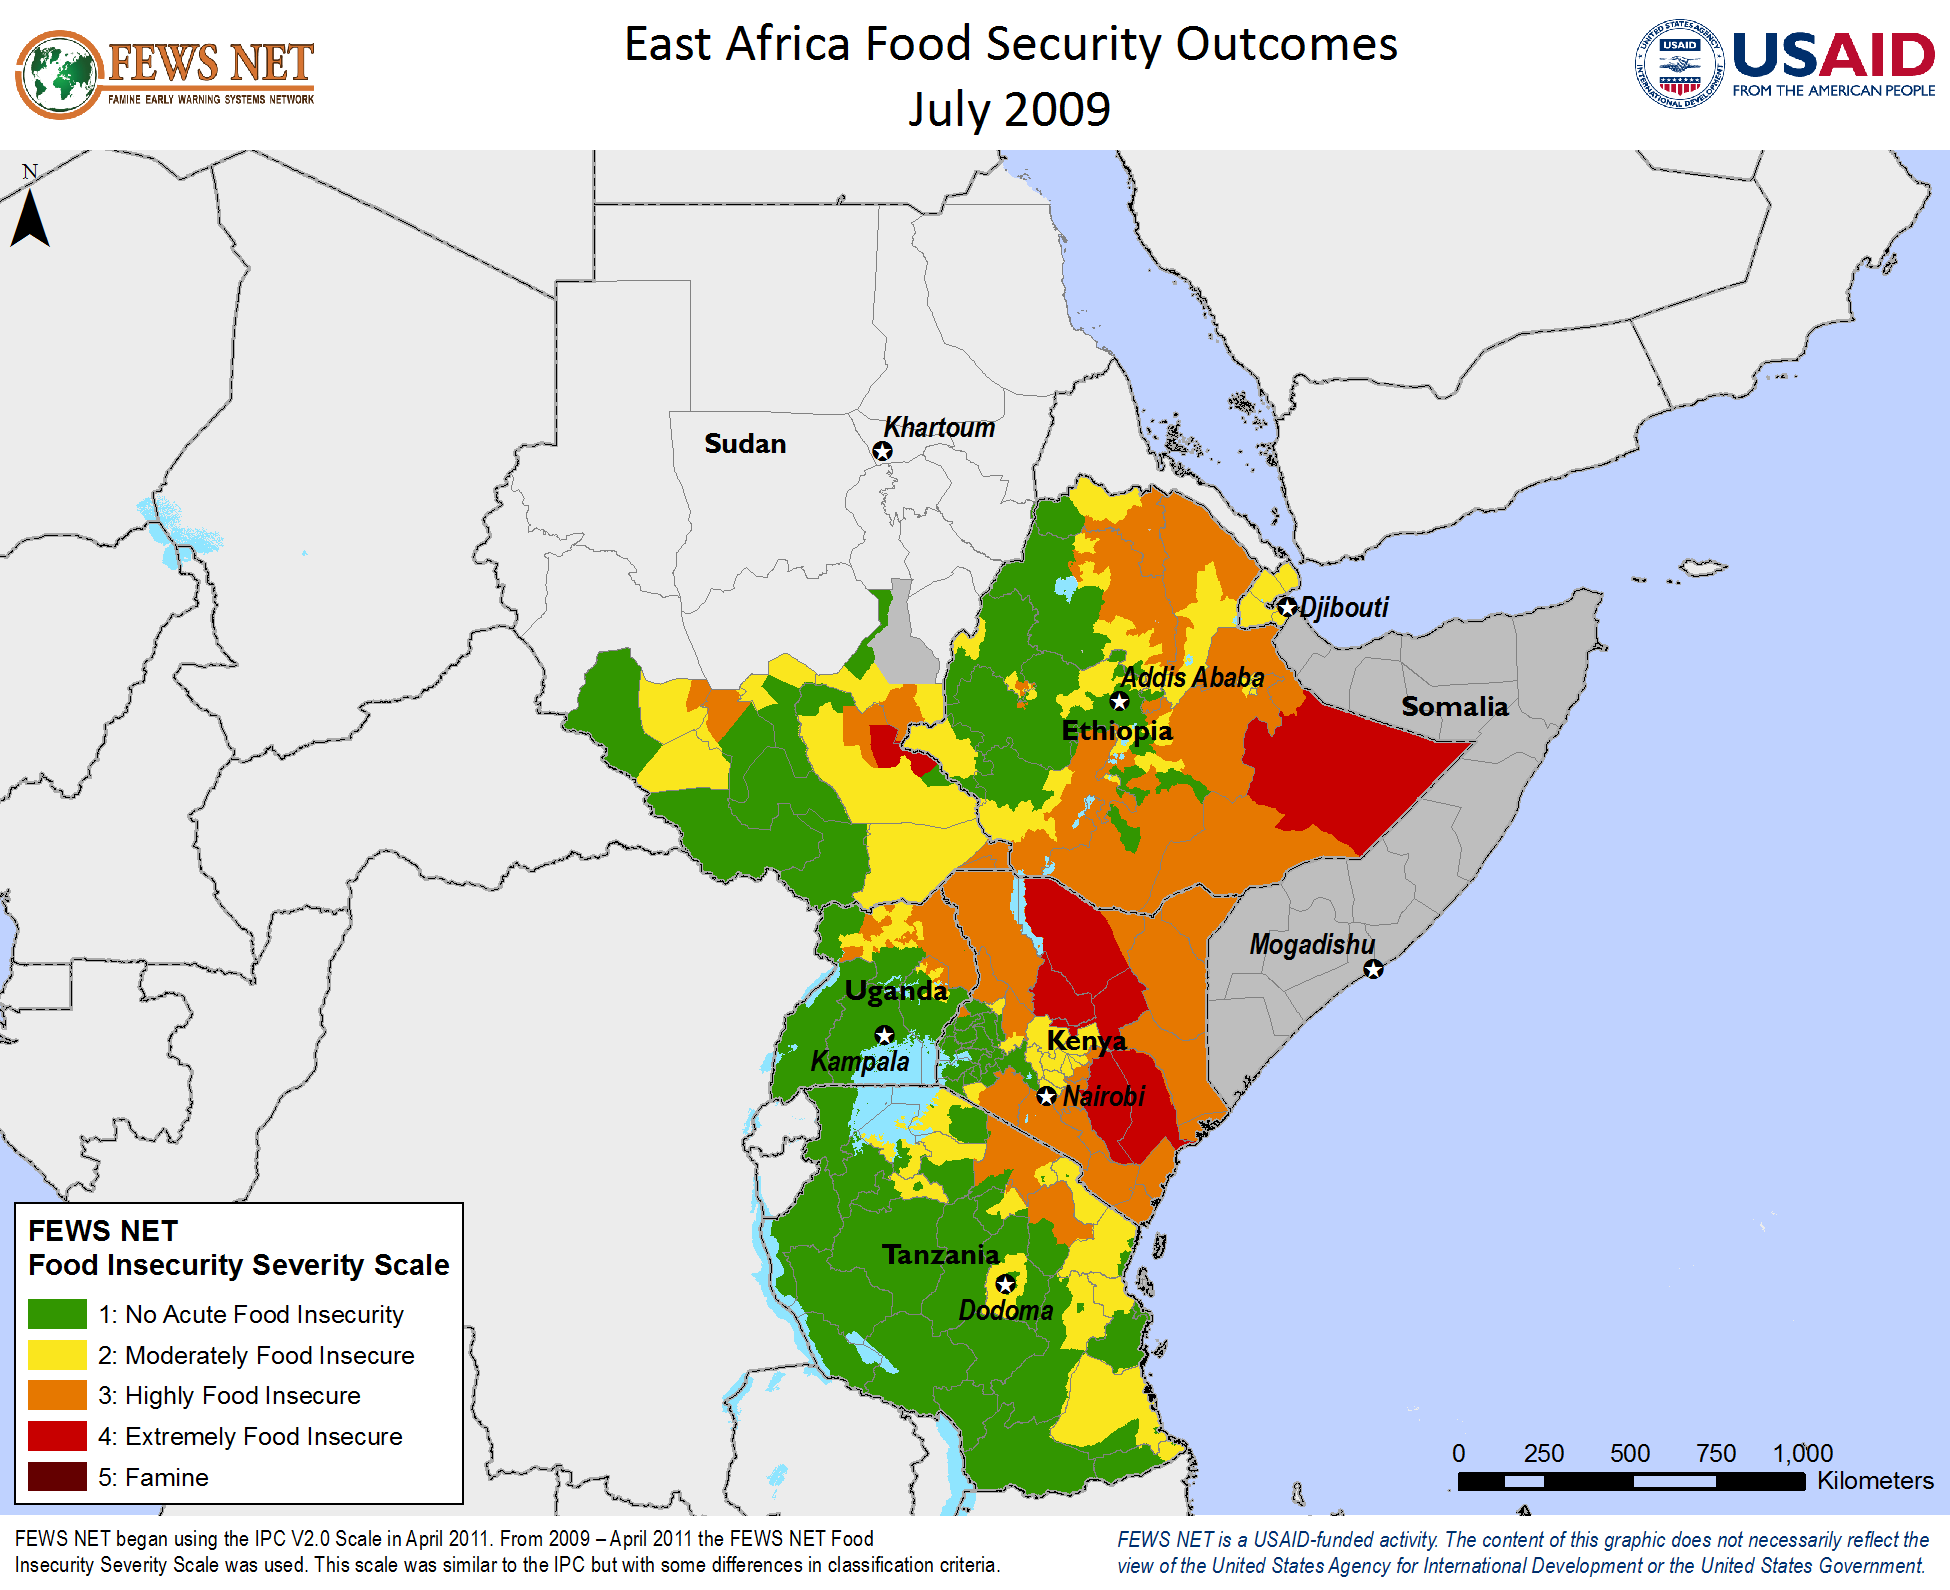 FEWS NET
FAMINE EARLY WARNING SYSTEMS NETWORK
East Africa Food Security Outcomes
July 2009
UNITED STATES AGENCY
USAID
INTERNATIONAL DEVELOPMENT
USAID
FROM THE AMERICAN PEOPLE
N
Khartoum
Sudan
Djibouti
Addis Ababa
Somalia
Ethiopia
Mogadishu
Uganda
Kenya
Kampala
Nairobi
Tanzania
Dodoma
FEWS NET
Food Insecurity Severity Scale
1: No Acute Food Insecurity
2: Moderately Food Insecure
3: Highly Food Insecure
4: Extremely Food Insecure
5: Famine
0 250 500 750 1,000
Kilometers
FEWS NET began using the IPC V2.0 Scale in April 2011. From 2009 – April 2011 the FEWS NET Food
Insecurity Severity Scale was used. This scale was similar to the IPC but with some differences in classification criteria.
FEWS NET is a USAID-funded activity. The content of this graphic does not necessarily reflect the
view of the United States Agency for International Development or the United States Government.